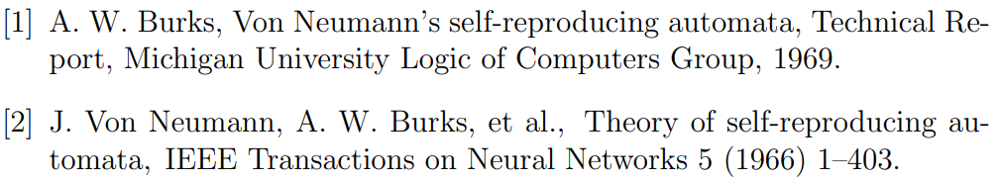 [1] A. W. Burks, Von Neumann's self-reproducing automata, Technical Re-
port, Michigan University Logic of Computers Group, 1969.
[2] J. Von Neumann, A. W. Burks, et al., Theory of self-reproducing au-
tomata, IEEE Transactions on Neural Networks 5 (1966) 1–403.